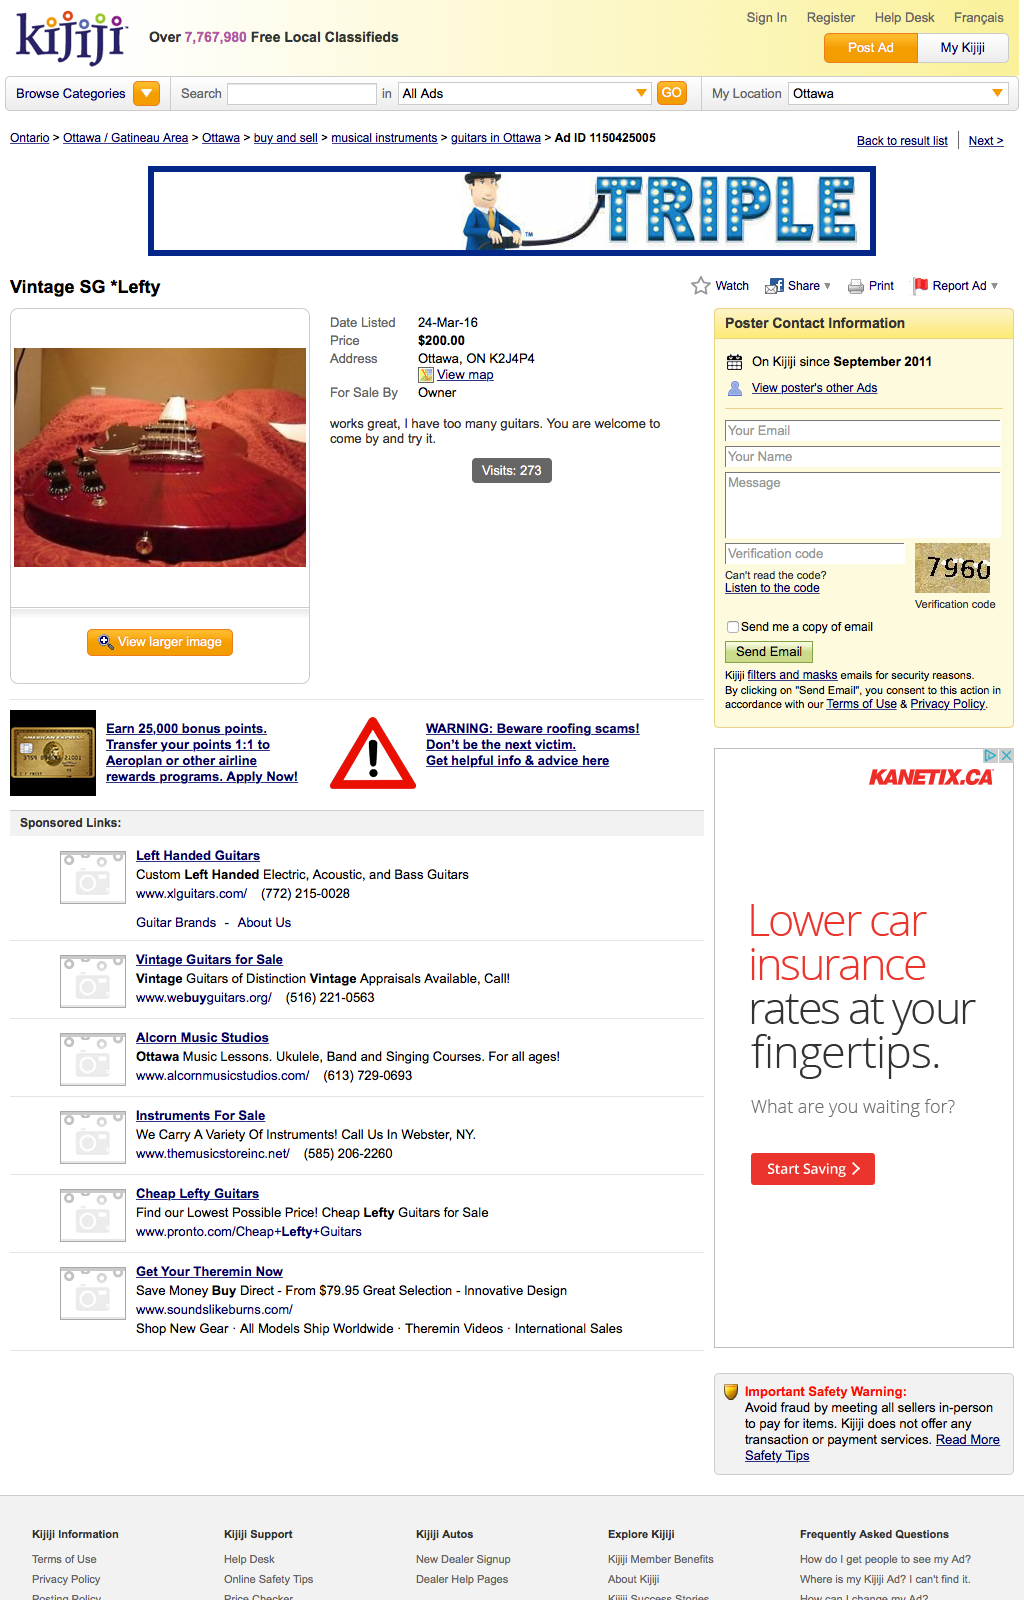 kijiji™
Over 7,767,980 Free Local Classifieds
Sign In Register Help Desk Français
Post Ad My Kijiji
Browse Categories Search in All Ads GO My Location Ottawa
Ontario > Ottawa / Gatineau Area > Ottawa > buy and sell > musical instruments > guitars in Ottawa > Ad ID 1150425005
Back to result list Next >
TM TRIPLE
Vintage SG *Lefty
Watch Share Print Report Ad
Date Listed 24-Mar-16
Price $200.00
Address Ottawa, ON K2J4P4
View map
For Sale By Owner
works great, I have too many guitars. You are welcome to
come by and try it.
Visits: 273
View larger image
Poster Contact Information
On Kijiji since September 2011
View poster's other Ads
Your Email
Your Name
Message
Verification code
7960
Can't read the code?
Listen to the code
Verification code
Send me a copy of email
Send Email
Kijiji filters and masks emails for security reasons.
By clicking on "Send Email", you consent to this action in
accordance with our Terms of Use & Privacy Policy.
AMERICAN EXPRESS
Earn 25,000 bonus points.
Transfer your points 1:1 to
Aeroplan or other airline
rewards programs. Apply Now!
WARNING: Beware roofing scams!
Don't be the next victim.
Get helpful info & advice here
Sponsored Links:
Left Handed Guitars
Custom Left Handed Electric, Acoustic, and Bass Guitars
www.xlguitars.com/ (772) 215-0028
Guitar Brands - About Us
Vintage Guitars for Sale
Vintage Guitars of Distinction Vintage Appraisals Available, Call!
www.webuyguitars.org/ (516) 221-0563
Alcorn Music Studios
Ottawa Music Lessons. Ukulele, Band and Singing Courses. For all ages!
www.alcornmusicstudios.com/ (613) 729-0693
Instruments For Sale
We Carry A Variety Of Instruments! Call Us In Webster, NY.
www.themusicstoreinc.net/ (585) 206-2260
Cheap Lefty Guitars
Find our Lowest Possible Price! Cheap Lefty Guitars for Sale
www.pronto.com/Cheap+Lefty+Guitars
Get Your Theremin Now
Save Money Buy Direct - From $79.95 Great Selection - Innovative Design
www.soundslikeburns.com/
Shop New Gear · All Models Ship Worldwide · Theremin Videos · International Sales
KANETIX.CA
Lower car
insurance
rates at your
fingertips.
What are you waiting for?
Start Saving
Important Safety Warning:
Avoid fraud by meeting all sellers in-person
to pay for items. Kijiji does not offer any
transaction or payment services. Read More
Safety Tips
Kijiji Information Kijiji Support Kijiji Autos Explore Kijiji Frequently Asked Questions
Terms of Use Help Desk New Dealer Signup Kijiji Member Benefits How do I get people to see my Ad?
Privacy Policy Online Safety Tips Dealer Help Pages About Kijiji Where is my Kijiji Ad? I can't find it.
Posting Policy Price Checker Kijiji Success Stories How can I change my Ad?